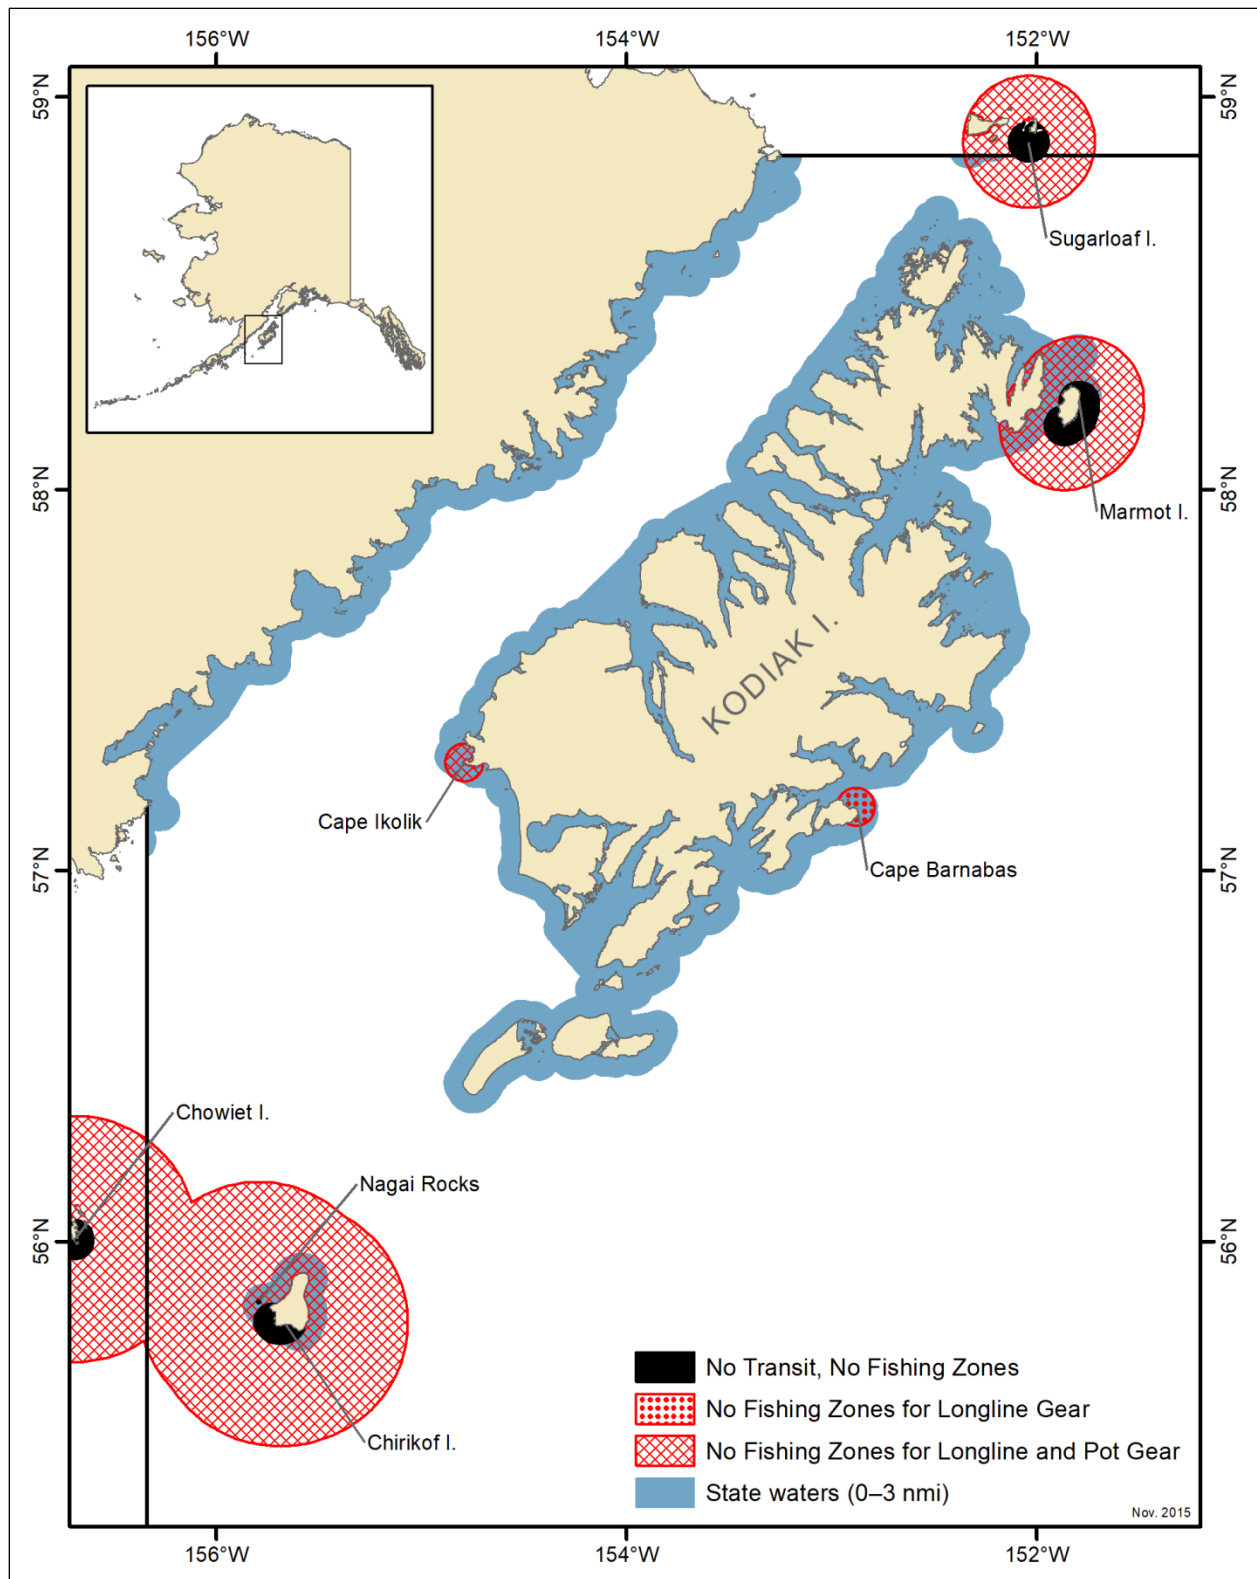 156°W
154°W
152°W
59°N
59°N
Sugarloaf I.
58°N
58°N
Marmot I.
KODIAK I.
Cape Ikolik
57°N
Cape Barnabas
57°N
Chowiet I.
Nagai Rocks
56°N
56°N
No Transit, No Fishing Zones
No Fishing Zones for Longline Gear
Chirikof I.
No Fishing Zones for Longline and Pot Gear
State waters (0–3 nmi)
Nov. 2015
156°W
154°W
152°W